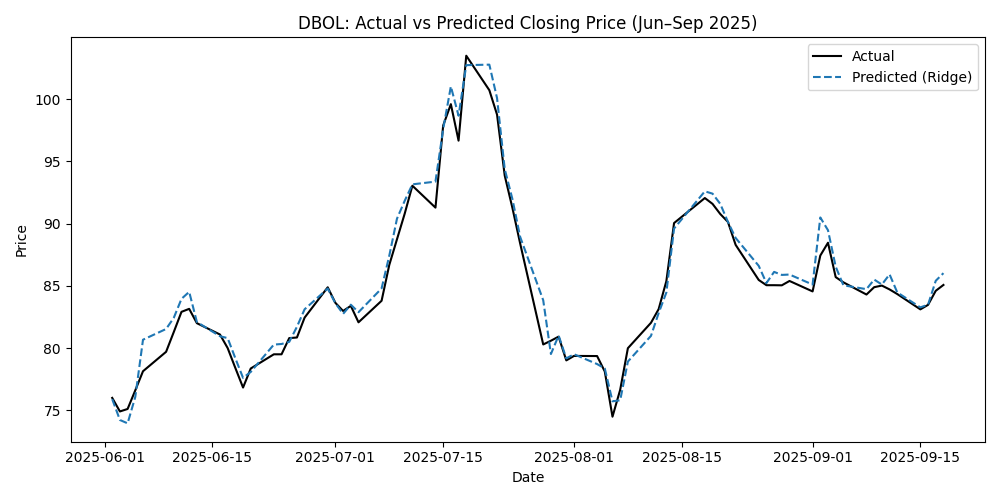 DBOL: Actual vs Predicted Closing Price (Jun–Sep 2025)
Actual
Predicted (Ridge)
Price
100
95
90
85
80
75
2025-06-01 2025-06-15 2025-07-01 2025-07-15 2025-08-01 2025-08-15 2025-09-01 2025-09-15
Date